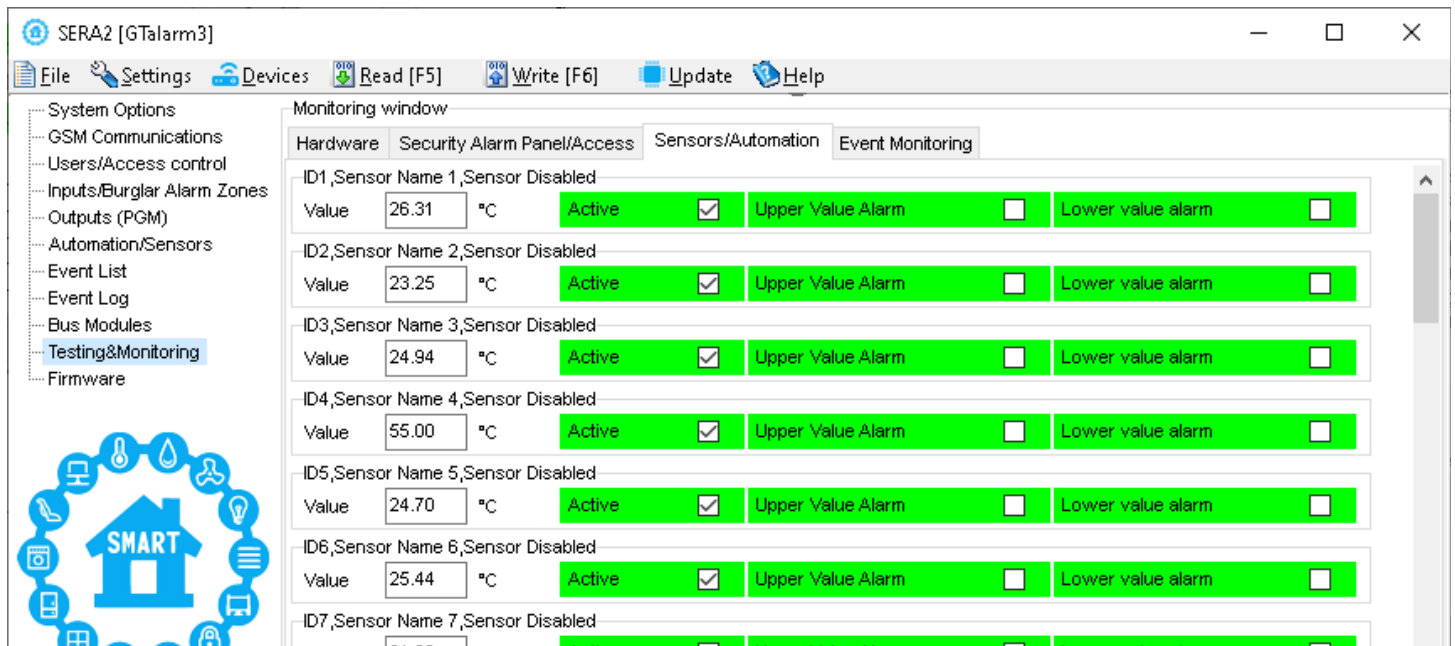 SERA2 [GTalarm3]
File Settings Devices Read [F5] Write [F6] Update Help
System Options
GSM Communications
Users/Access control
Inputs/Burglar Alarm Zones
Outputs (PGM)
Automation/Sensors
Event List
Event Log
Bus Modules
Testing&Monitoring
Firmware
SMART
Monitoring window
Hardware Security Alarm Panel/Access Sensors/Automation Event Monitoring
ID1,Sensor Name 1,Sensor Disabled
Value 26.31 °C Active Upper Value Alarm Lower value alarm
ID2,Sensor Name 2,Sensor Disabled
Value 23.25 °C Active Upper Value Alarm Lower value alarm
ID3,Sensor Name 3,Sensor Disabled
Value 24.94 °C Active Upper Value Alarm Lower value alarm
ID4,Sensor Name 4,Sensor Disabled
Value 55.00 °C Active Upper Value Alarm Lower value alarm
ID5,Sensor Name 5,Sensor Disabled
Value 24.70 °C Active Upper Value Alarm Lower value alarm
ID6,Sensor Name 6,Sensor Disabled
Value 25.44 °C Active Upper Value Alarm Lower value alarm
ID7,Sensor Name 7,Sensor Disabled